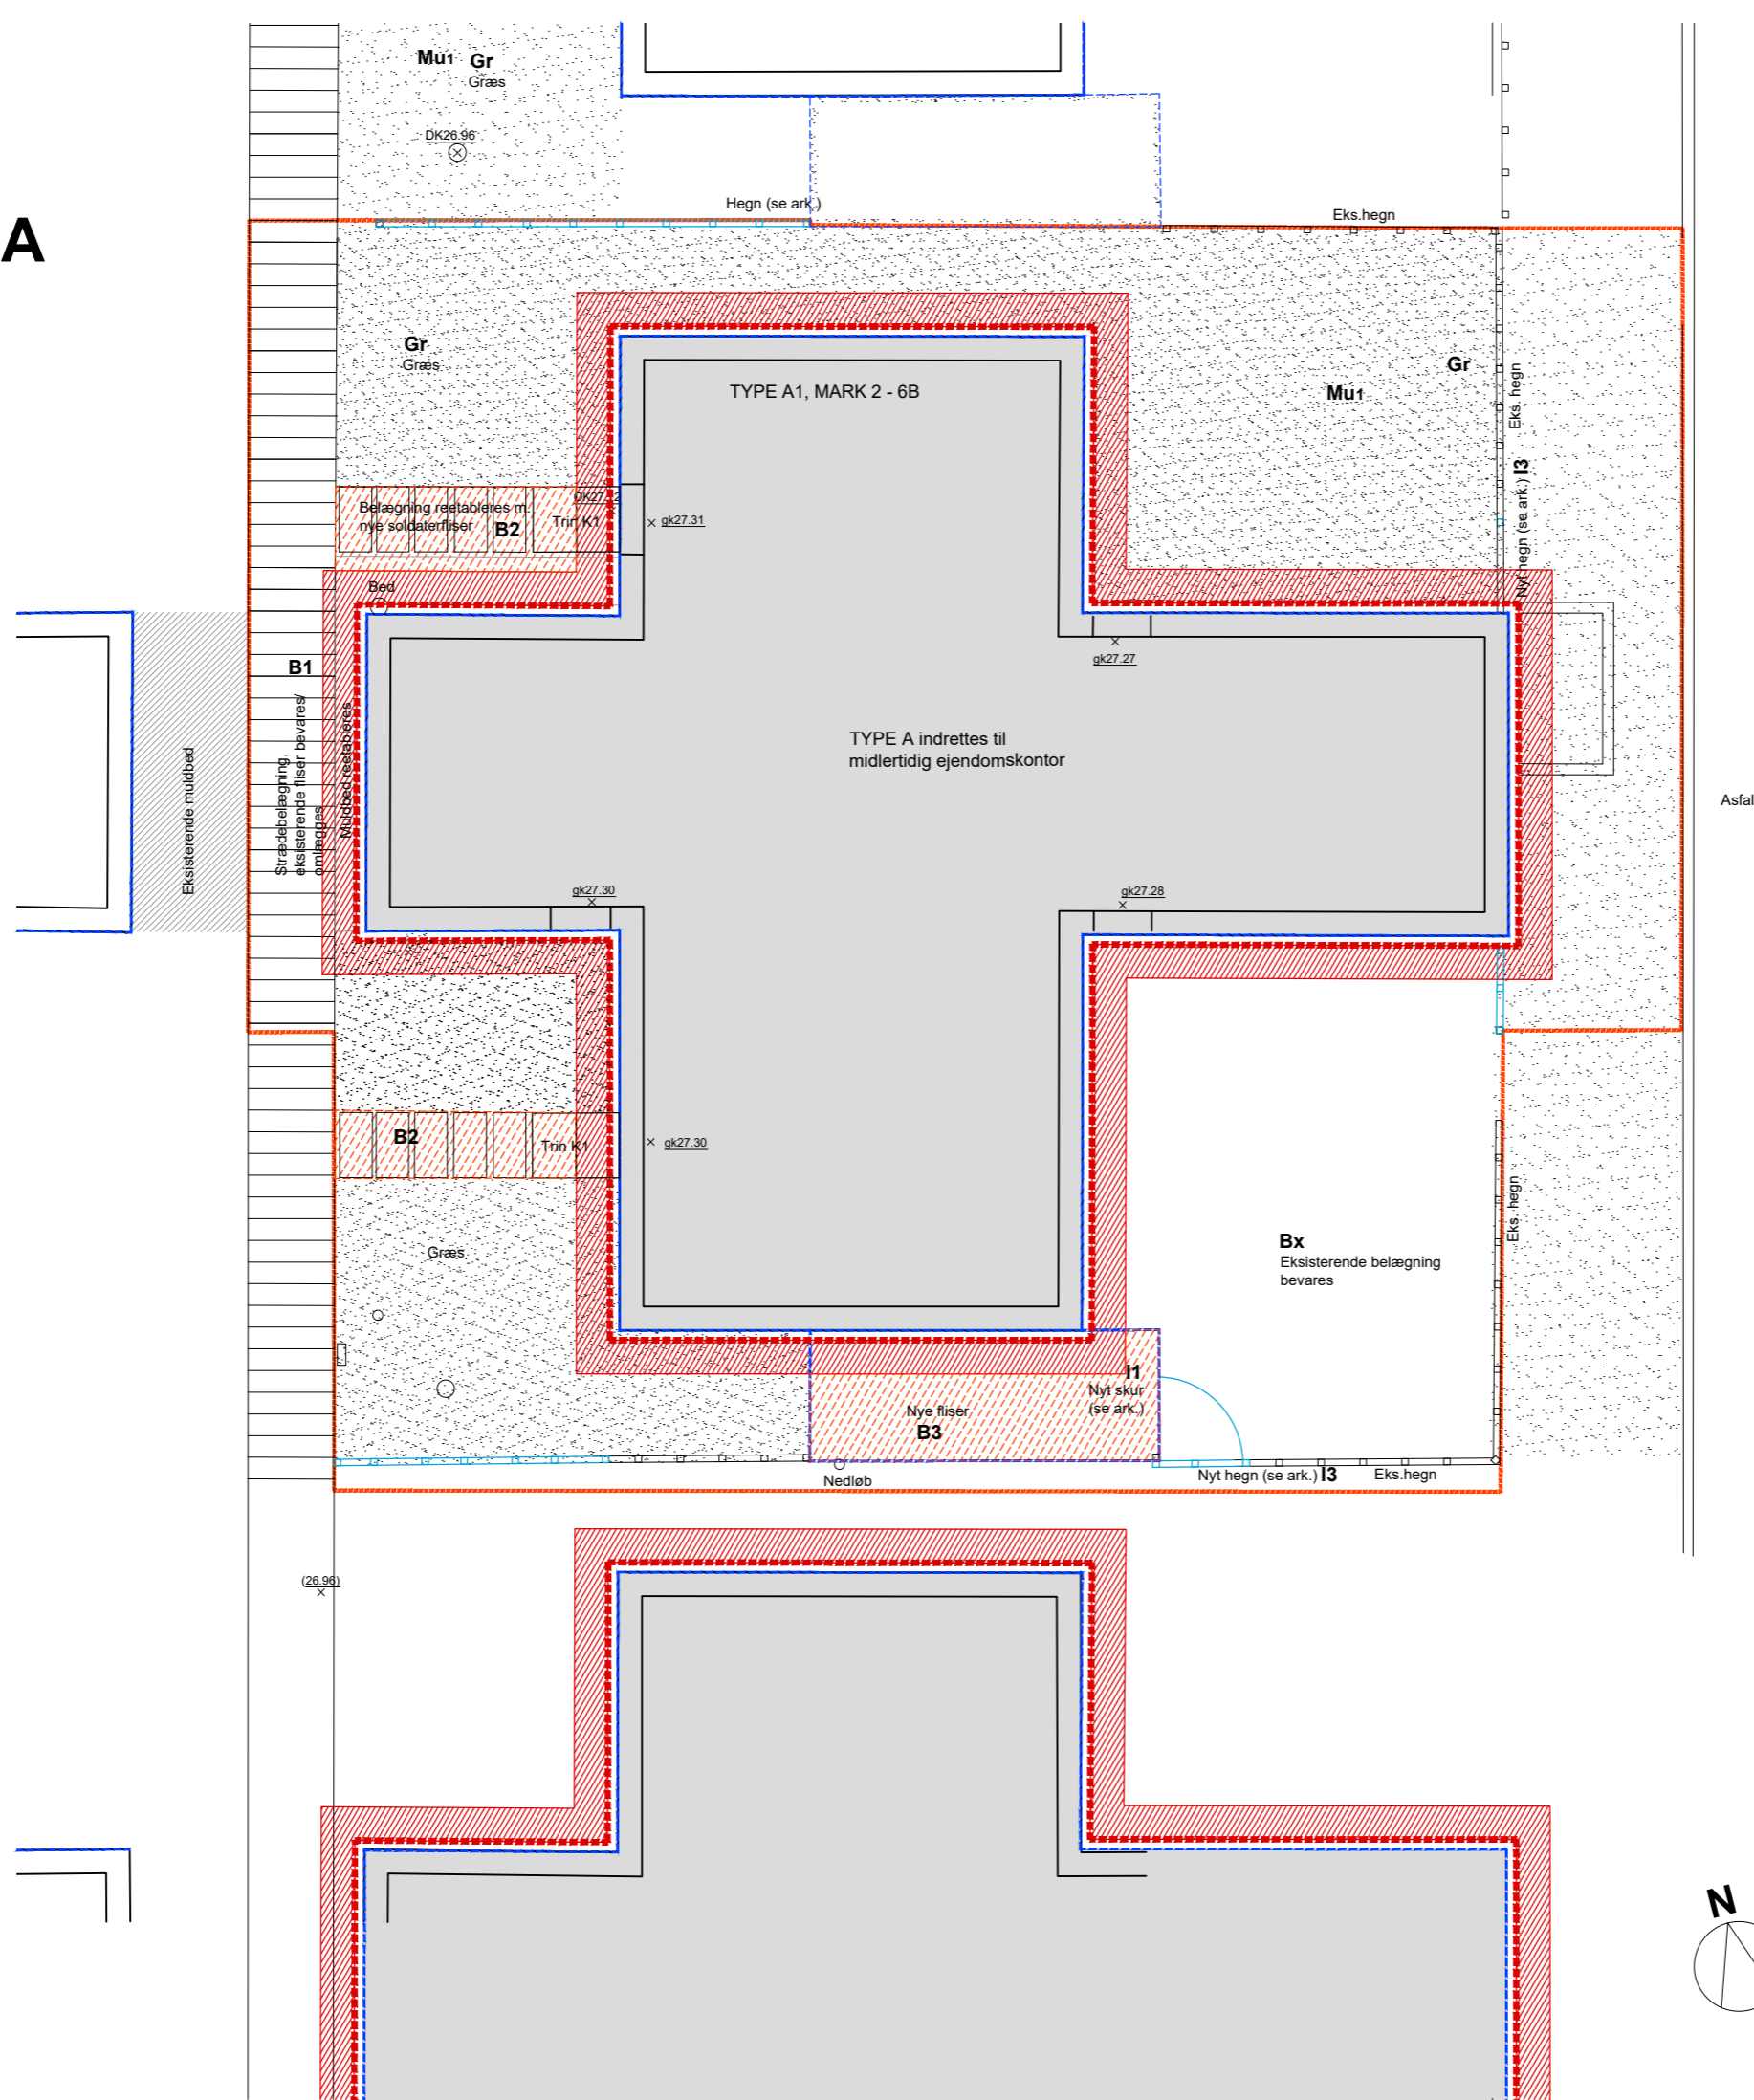 Mu1 Gr
Græs
DK26.96
Hegn (se ark.)
Eks.hegn
A
Gr
Græs
TYPE A1, MARK 2 - 6B
Gr
Mu1
Eks. hegn
Nyt hegn (se ark.) I3
Belægning reetableres m.
nye soldaterfliser B2
Trin K1
gk27.31
Bed
gk27.27
B1
Strædebelægning,
eksisterende fliser bevares/
omlægges
Muldbed reetableres
Eksisterende muldbed
TYPE A indrettes til
midlertidig ejendomskontor
Asfal
gk27.30
gk27.28
B2
Trin K1
gk27.30
Græs
Bx
Eksisterende belægning
bevares
Eks. hegn
I1
Nyt skur
(se ark.)
Nye fliser
B3
Nedløb
Nyt hegn (se ark.) I3
Eks.hegn
(26.96)
N